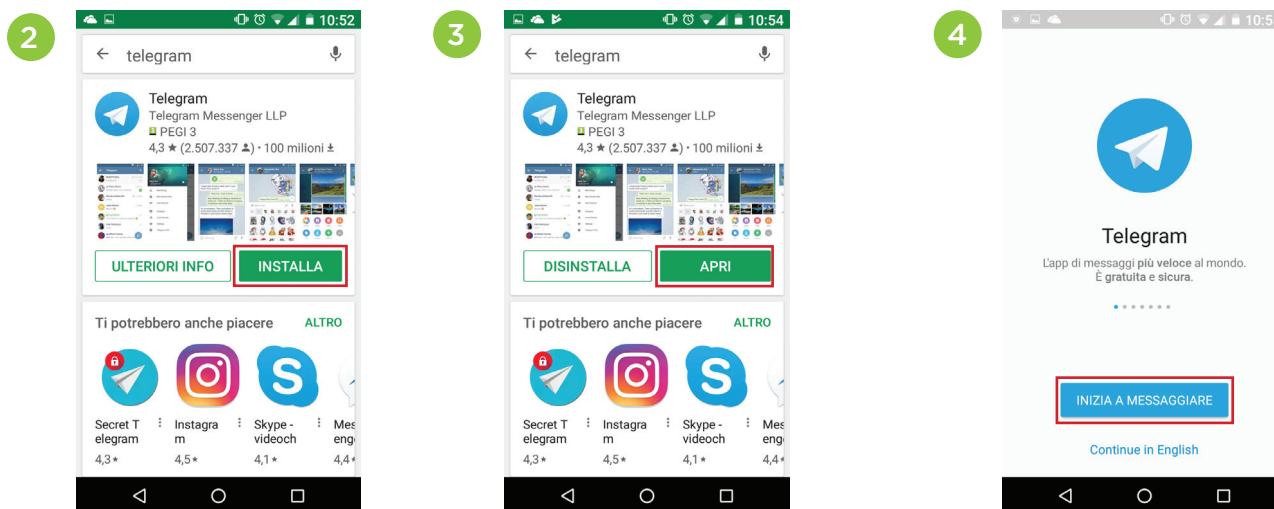 2
10:52
telegram
Telegram
Telegram Messenger LLP
PEGI 3
4,3 ★ (2.507.337) · 100 milioni
ULTERIORI INFO
INSTALLA
Ti potrebbero anche piacere
ALTRO
Secret T
elegram
4,3★
Instagra
m
4,5★
Skype -
videoch
4,1★
Mes
eng
4,4★
3
10:54
telegram
Telegram
Telegram Messenger LLP
PEGI 3
4,3 ★ (2.507.337) · 100 milioni
DISINSTALLA
APRI
Ti potrebbero anche piacere
ALTRO
Secret T
elegram
4,3★
Instagra
m
4,5★
Skype -
videoch
4,1★
Mes
eng
4,4★
4
10:5
Telegram
L'app di messaggi più veloce al mondo.
È gratuita e sicura.
INIZIA A MESSAGGIARE
Continue in English